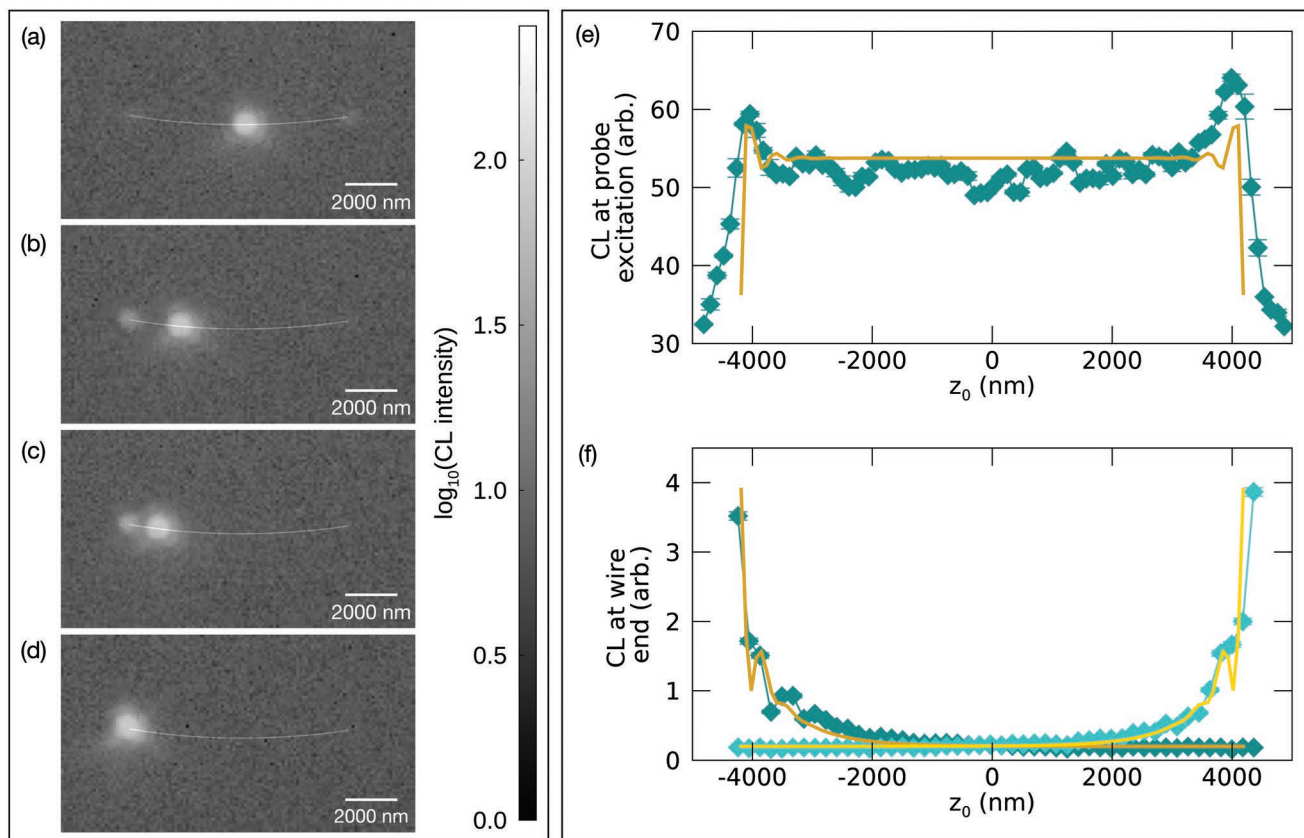 (a)
2000 nm
(b)
2000 nm
(c)
2000 nm
(d)
2000 nm
2.0
1.5
1.0
0.5
0.0
log₁₀(CL intensity)
(e)
70
60
50
40
30
CL at probe
excitation (arb.)
-4000 -2000 0 2000 4000
z₀ (nm)
(f)
4
3
2
1
0
CL at wire
end (arb.)
-4000 -2000 0 2000 4000
z₀ (nm)